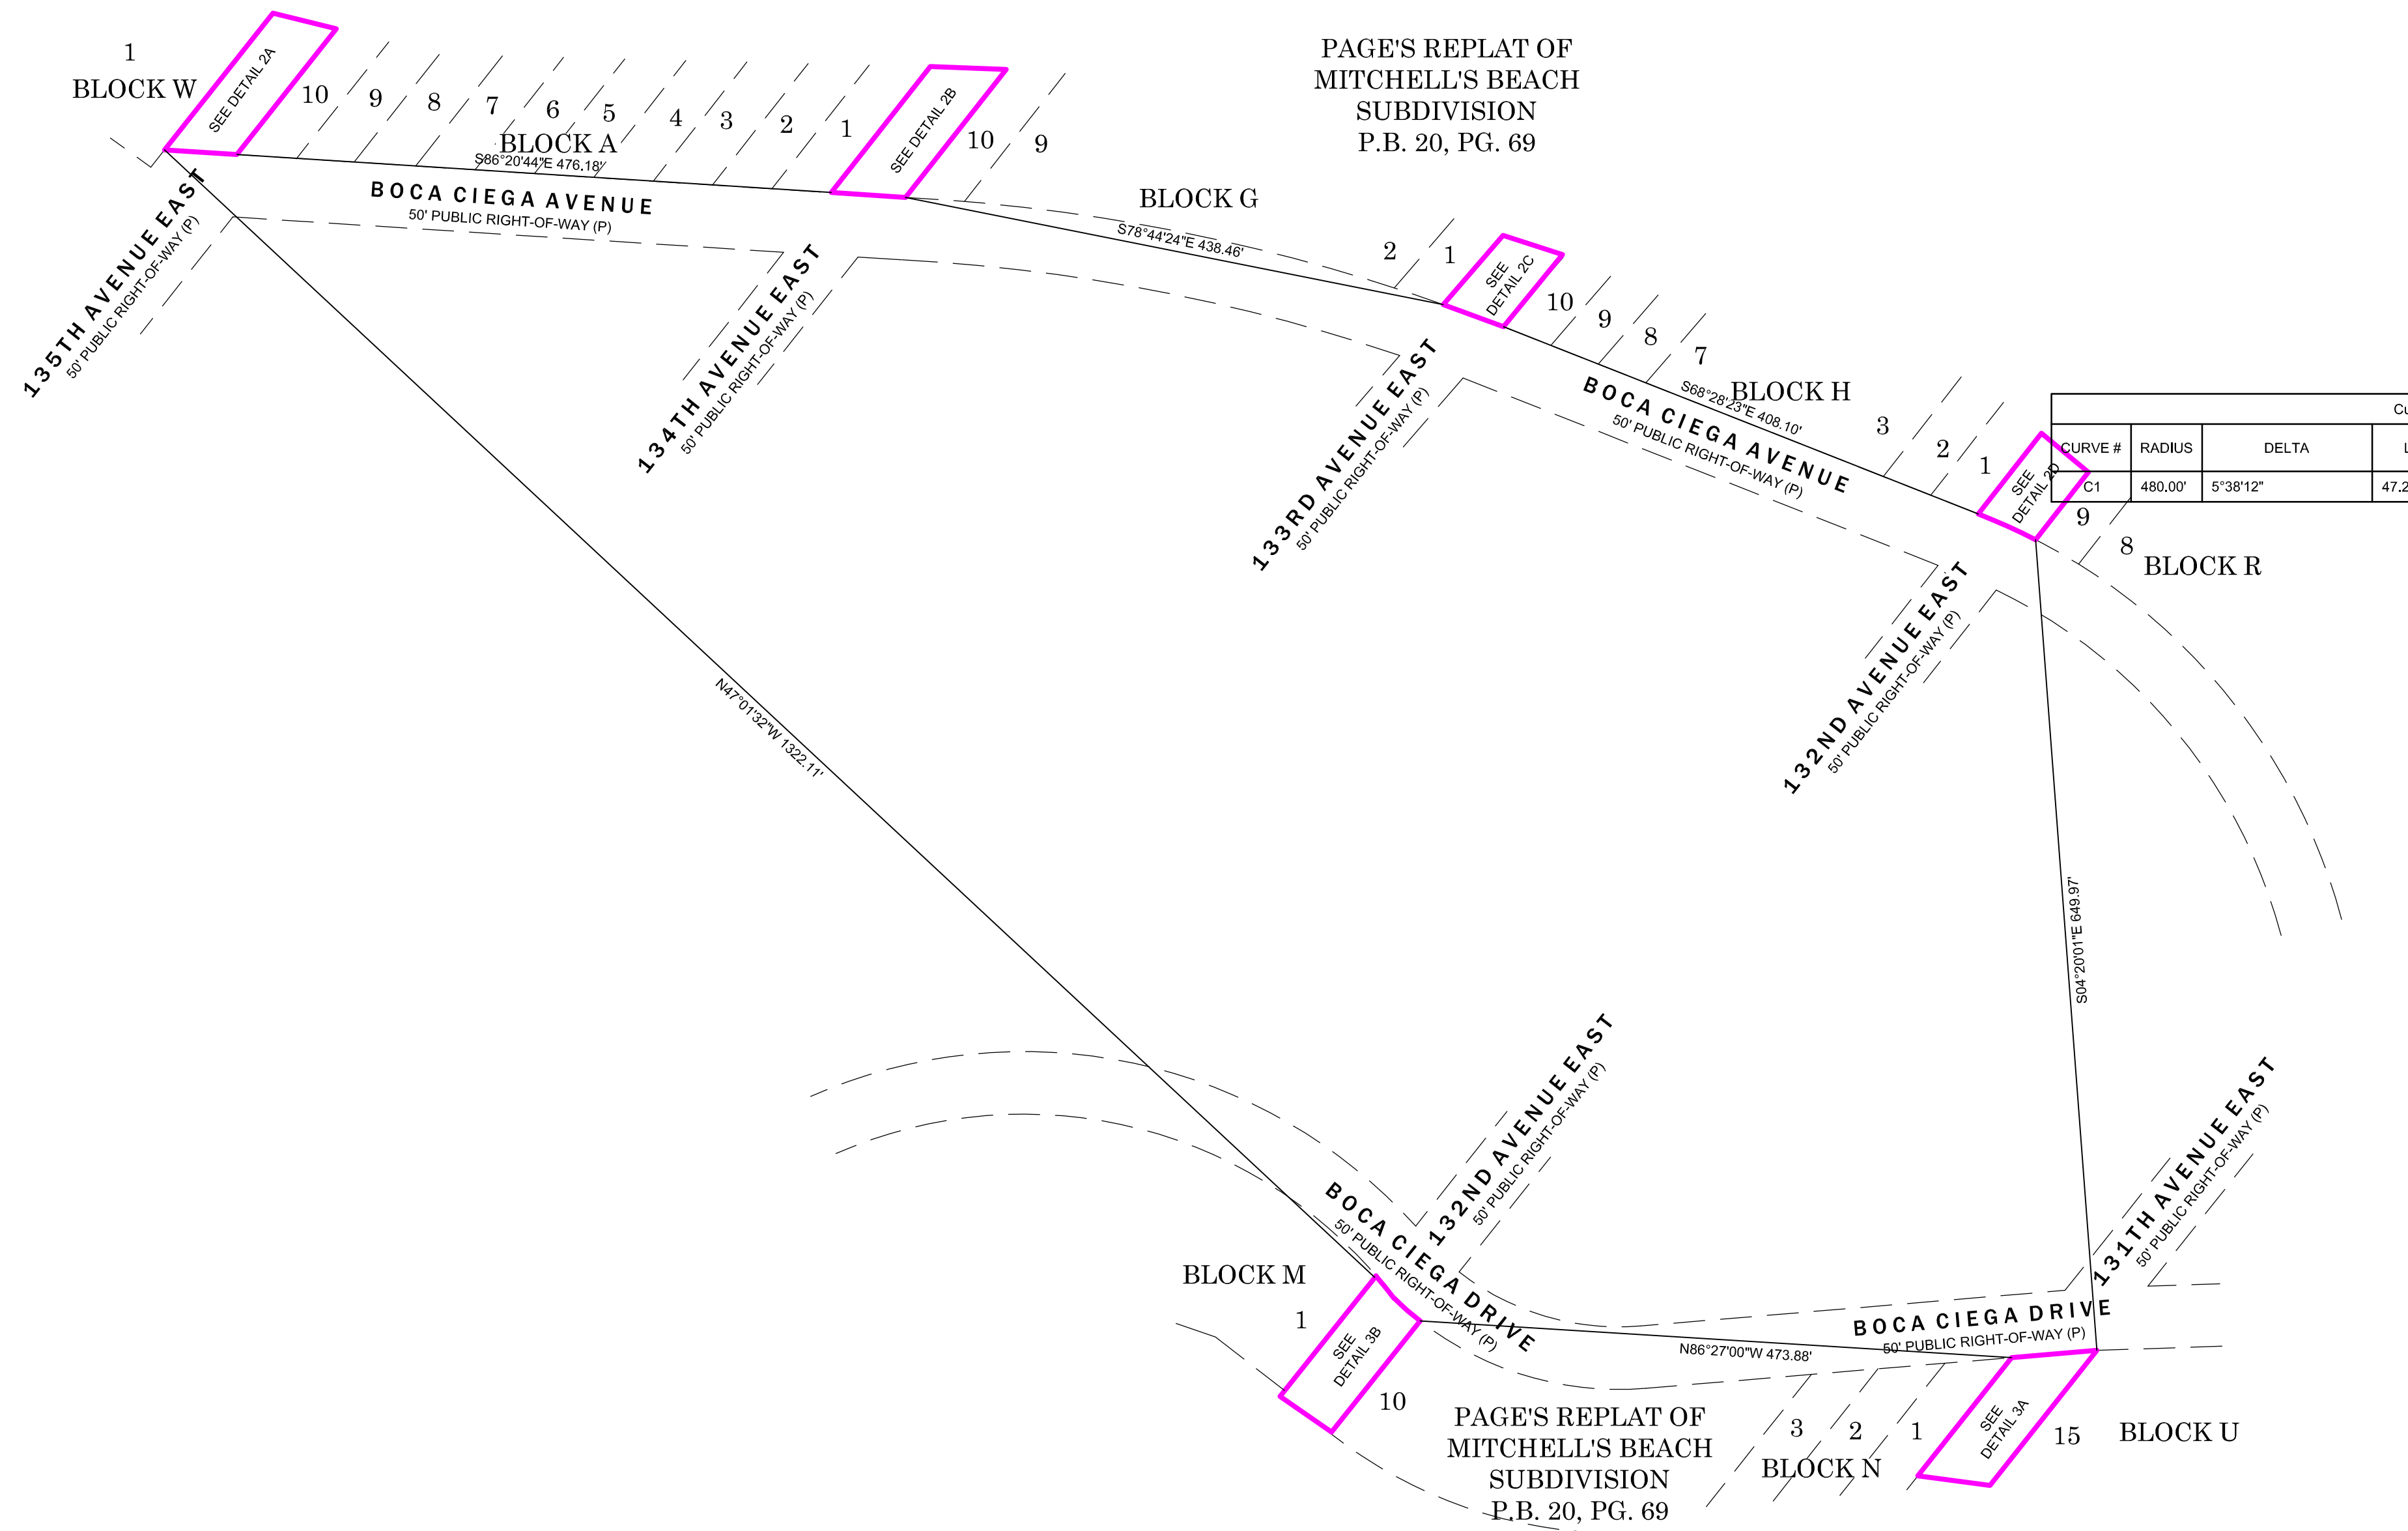 1
BLOCK W
SEE DETAIL 2A
10
9
8
7
6
5
4
3
2
1
BLOCK A
S86°20'44"E 476.18'
SEE DETAIL 2B
10
9
PAGE'S REPLAT OF
MITCHELL'S BEACH
SUBDIVISION
P.B. 20, PG. 69
BOCA CIEGA AVENUE
50' PUBLIC RIGHT-OF-WAY (P)
135TH AVENUE EAST
50' PUBLIC RIGHT-OF-WAY (P)
134TH AVENUE EAST
50' PUBLIC RIGHT-OF-WAY (P)
BLOCK G
S78°44'24"E 438.46'
2
1
SEE
DETAIL 2C
10
9
8
7
BLOCK H
S68°28'23"E 408.10'
3
2
1
BOCA CIEGA AVENUE
50' PUBLIC RIGHT-OF-WAY (P)
133RD AVENUE EAST
50' PUBLIC RIGHT-OF-WAY (P)
SEE
DETAIL 2D
CURVE # RADIUS DELTA
C1 480.00' 5°38'12"
9
8
BLOCK R
132ND AVENUE EAST
50' PUBLIC RIGHT-OF-WAY (P)
N47°01'32"W 1322.11'
S04°20'01"E 649.97'
132ND AVENUE EAST
50' PUBLIC RIGHT-OF-WAY (P)
131TH AVENUE EAST
50' PUBLIC RIGHT-OF-WAY (P)
BOCA CIEGA DRIVE
50' PUBLIC RIGHT-OF-WAY (P)
BLOCK M
1
SEE
DETAIL 3B
10
BOCA CIEGA DRIVE
50' PUBLIC RIGHT-OF-WAY (P)
N86°27'00"W 473.88'
PAGE'S REPLAT OF
MITCHELL'S BEACH
SUBDIVISION
P.B. 20, PG. 69
3
2
1
BLOCK N
SEE
DETAIL 3A
15
BLOCK U